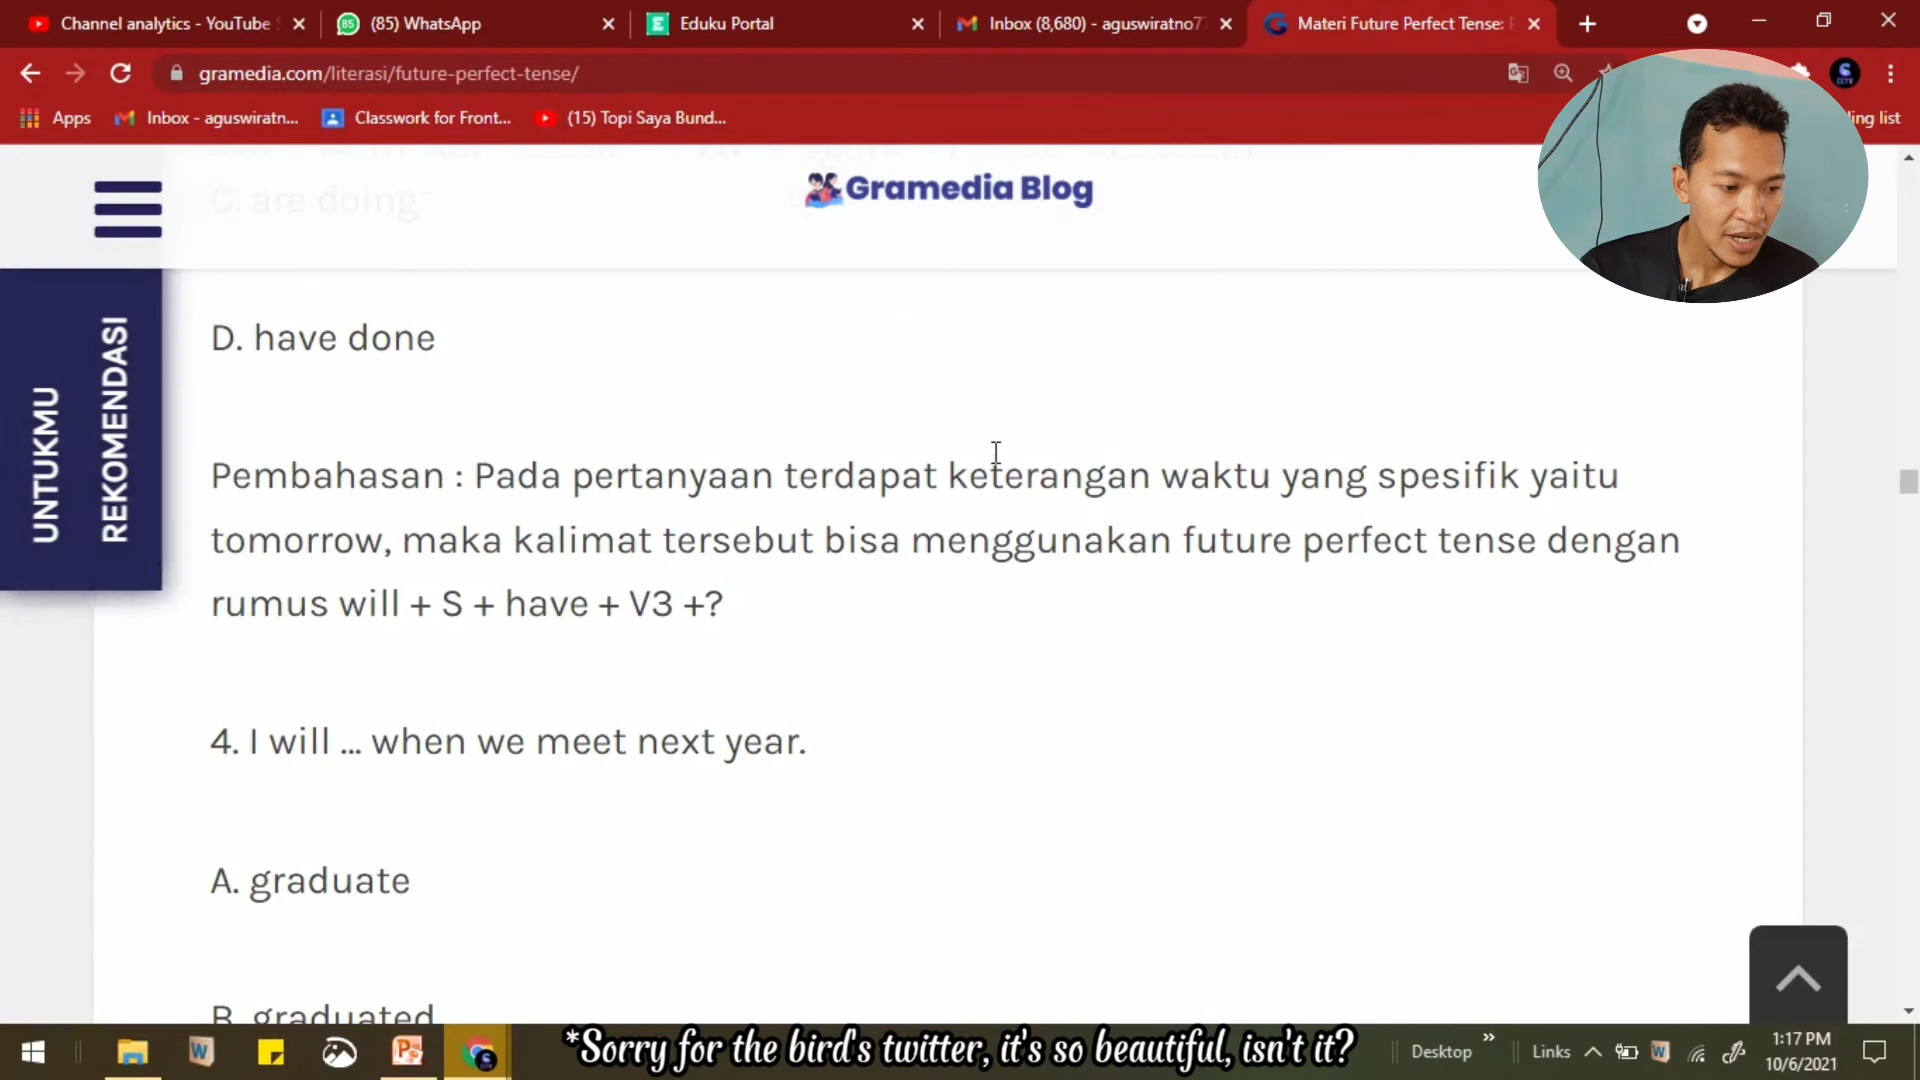 Channel analytics - YouTube
(85) WhatsApp
Eduku Portal
Inbox (8,680) - aguswiratno7
Materi Future Perfect Tense:
gramedia.com/literasi/future-perfect-tense/
Apps
Inbox - aguswiratn...
Classwork for Front...
(15) Topi Saya Bund...
ing list
C. are doing
Gramedia Blog
UNTUKMU
REKOMENDASI
D. have done
Pembahasan : Pada pertanyaan terdapat keterangan waktu yang spesifik yaitu
tomorrow, maka kalimat tersebut bisa menggunakan future perfect tense dengan
rumus will + S + have + V3 +?
4. I will ... when we meet next year.
A. graduate
B. graduated
*Sorry for the bird's twitter, it's so beautiful, isn't it?
Desktop
Links
1:17 PM
10/6/2021